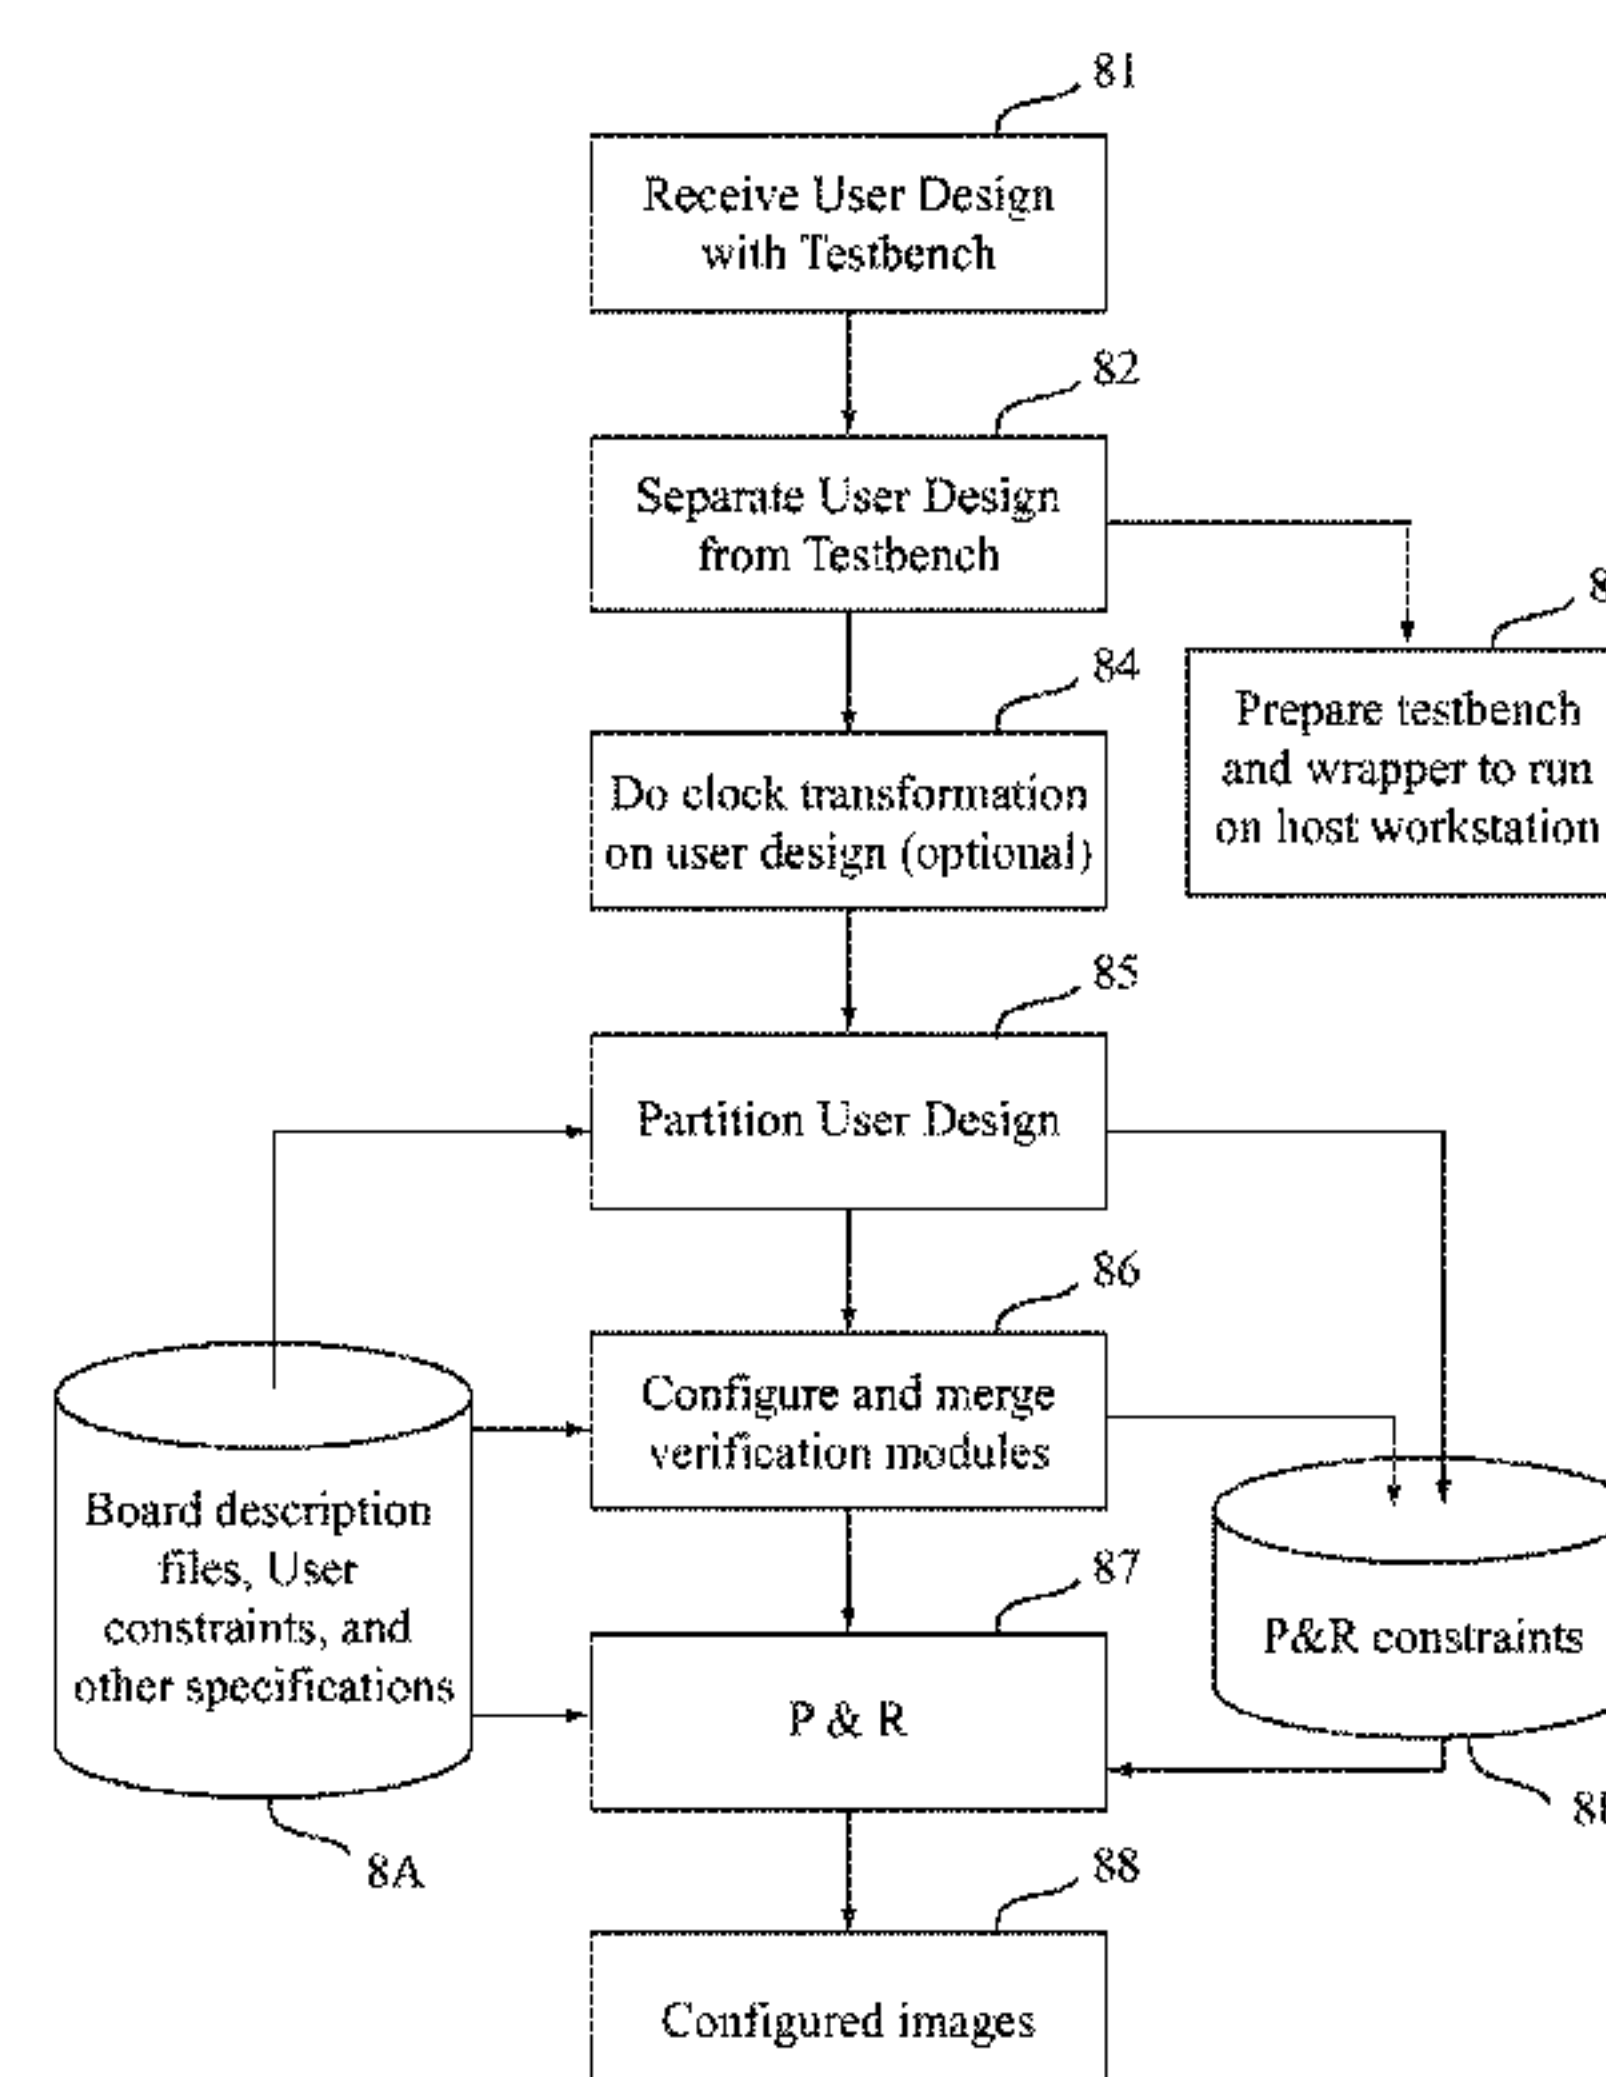 81
Receive User Design
with Testbench
82
Separate User Design
from Testbench
84
Prepare testbench
and wrapper to run
on host workstation
Do clock transformation
on user design (optional)
85
Partition User Design
86
Configure and merge
verification modules
Board description
files, User
constraints, and
other specifications
8A
87
P & R
P&R constraints
88
Configured images